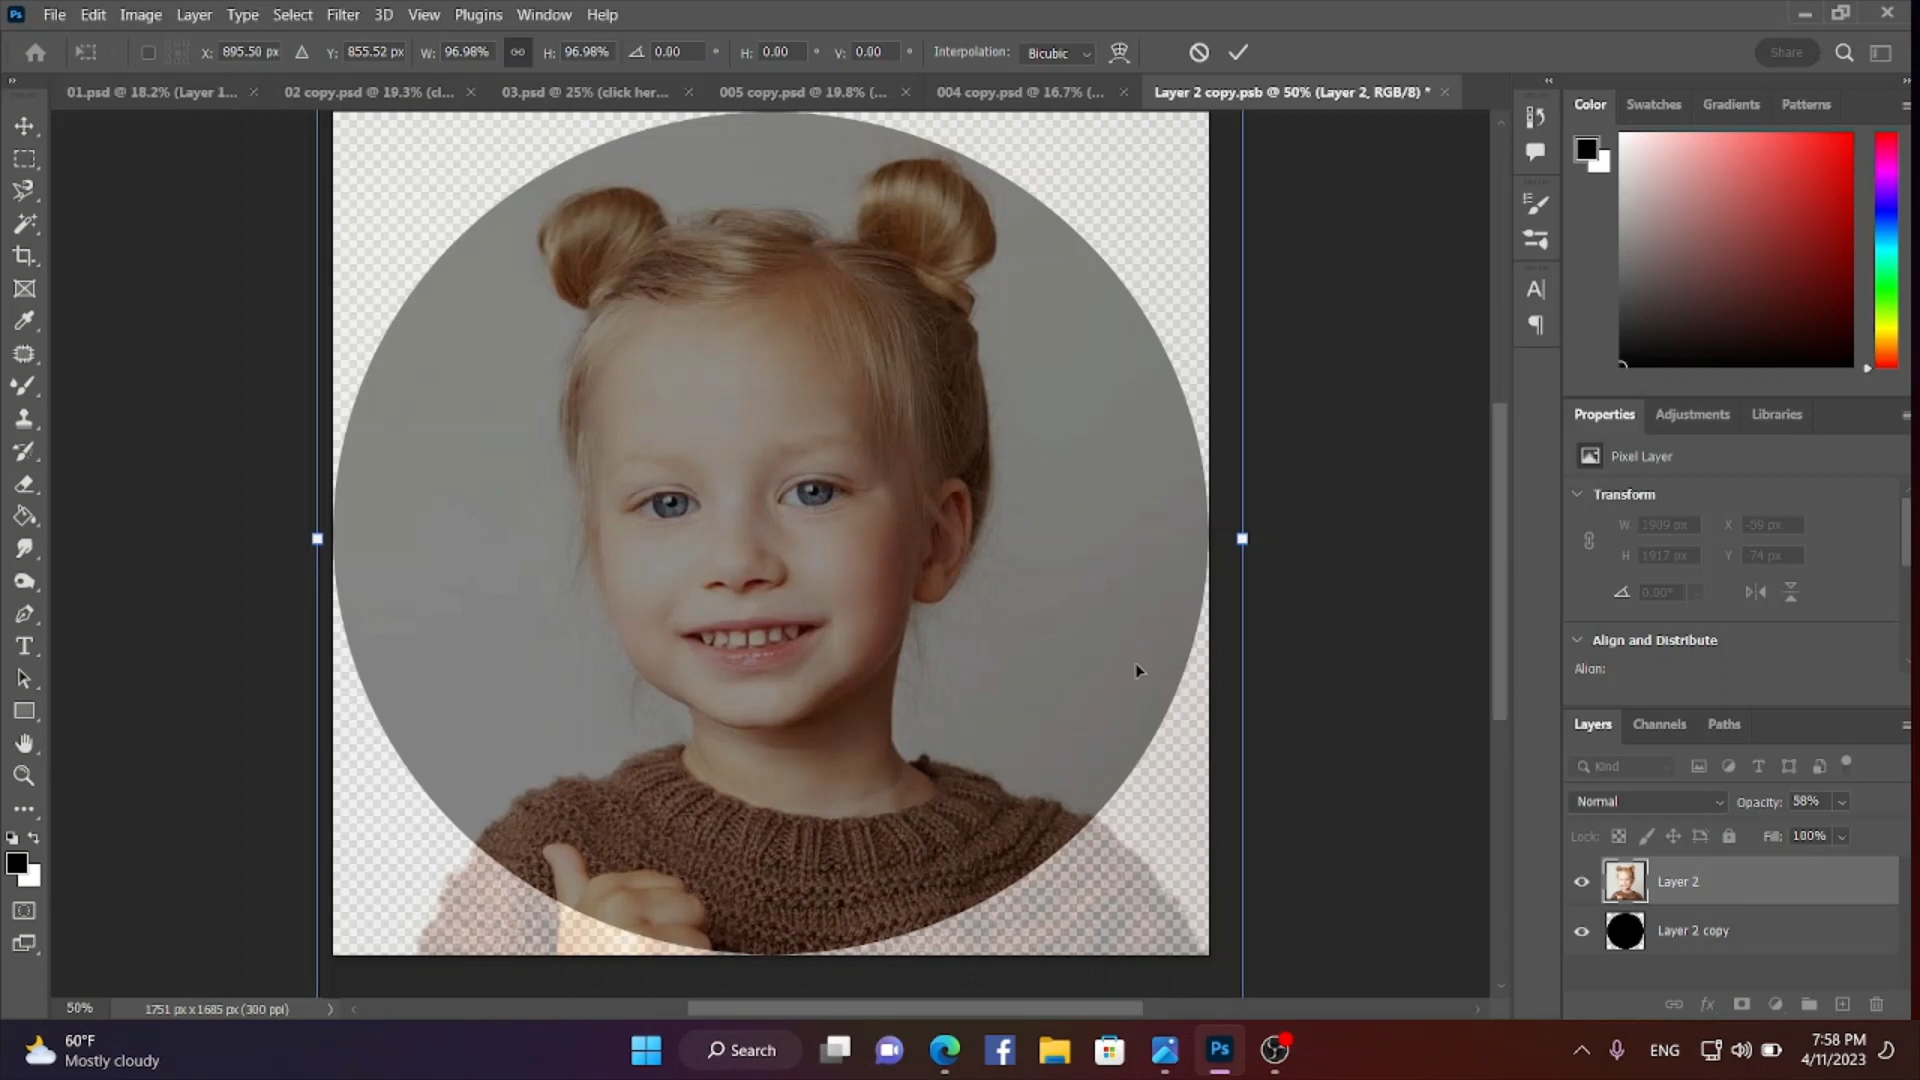 Ps File Edit Image Layer Type Select Filter 3D View Plugins Window Help
X: 895.50 px Y: 855.52 px W: 96.98% H: 96.98% 0.00 ° H: 0.00 ° V: 0.00 ° Interpolation: Bicubic Share
01.psd @ 18.2% (Layer 1... 02 copy.psd @ 19.3% (cl... 03.psd @ 25% (click her... 005 copy.psd @ 19.8% (... 004 copy.psd @ 16.7% (... Layer 2 copy.psb @ 50% (Layer 2, RGB/8) *
Color Swatches Gradients Patterns
Properties Adjustments Libraries
Pixel Layer
Transform
W 1909 px X -59 px
H 1917 px Y -74 px
0.00°
Align and Distribute
Align:
Layers Channels Paths
Kind
Normal Opacity: 58%
Lock: Fill: 100%
Layer 2
Layer 2 copy
50% 1751 px x 1685 px (300 ppi)
60°F
Mostly cloudy
Search
Ps
ENG
7:58 PM
4/11/2023